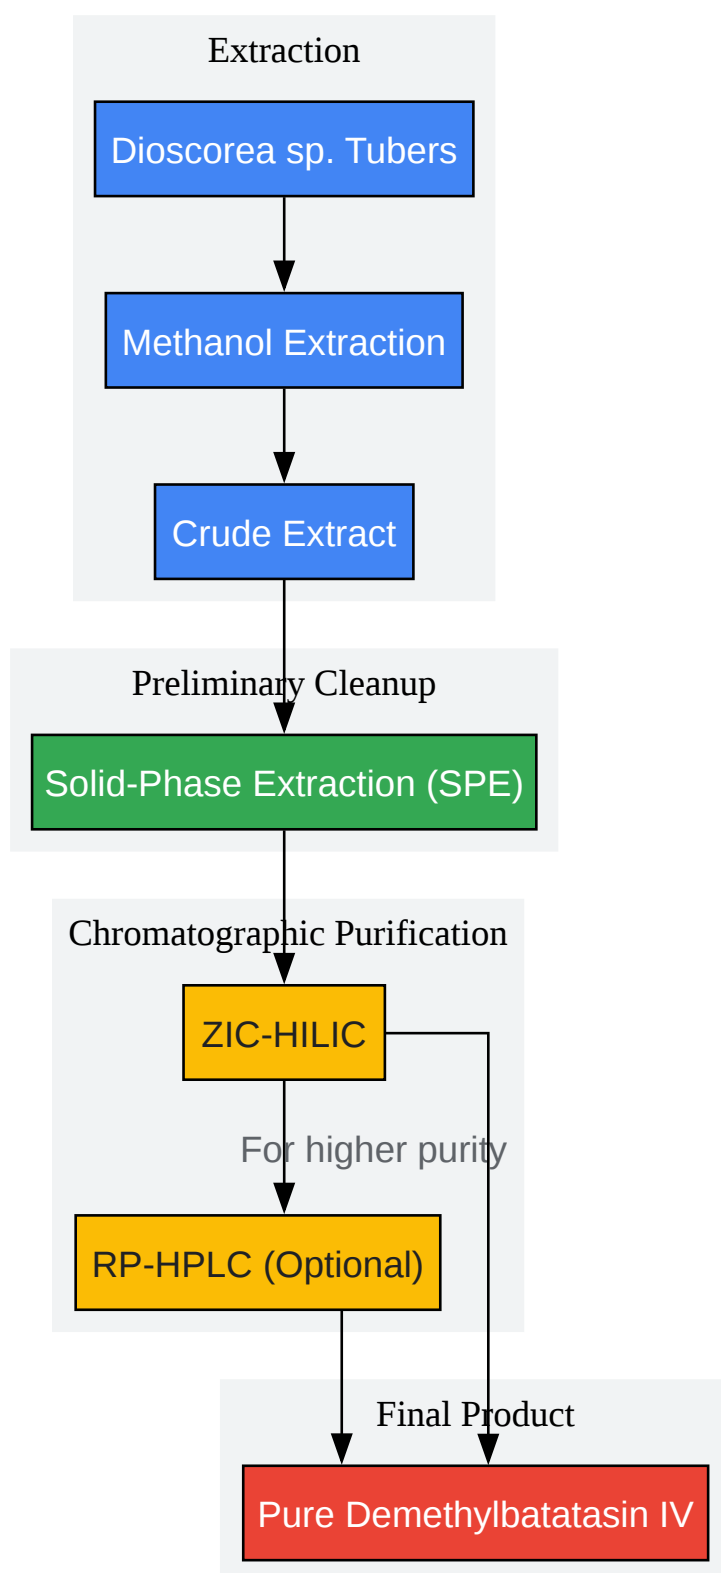 Extraction
Dioscorea sp. Tubers
Methanol Extraction
Crude Extract
Preliminary Cleanup
Solid-Phase Extraction (SPE)
Chromatographic Purification
ZIC-HILIC
For higher purity
RP-HPLC (Optional)
Final Product
Pure Demethylbatatasin IV